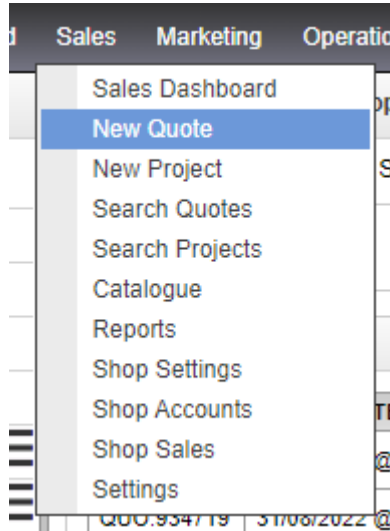 Sales Marketing
Sales Dashboard
New Quote
New Project
Search Quotes
Search Projects
Catalogue
Reports
Shop Settings
Shop Accounts
Shop Sales
Settings
QUO.934719 31/08/2022 @